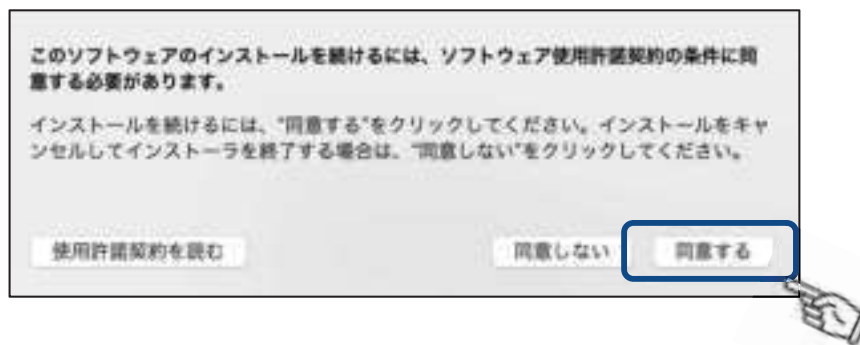 このソフトウェアのインストールを続けるには、ソフトウェア使用許諾契約の条件に同
意する必要があります。
インストールを続けるには、“同意する”をクリックしてください。インストールをキャ
ンセルしてインストーラを終了する場合は、“同意しない”をクリックしてください。
使用許諾契約を読む
同意しない
同意する